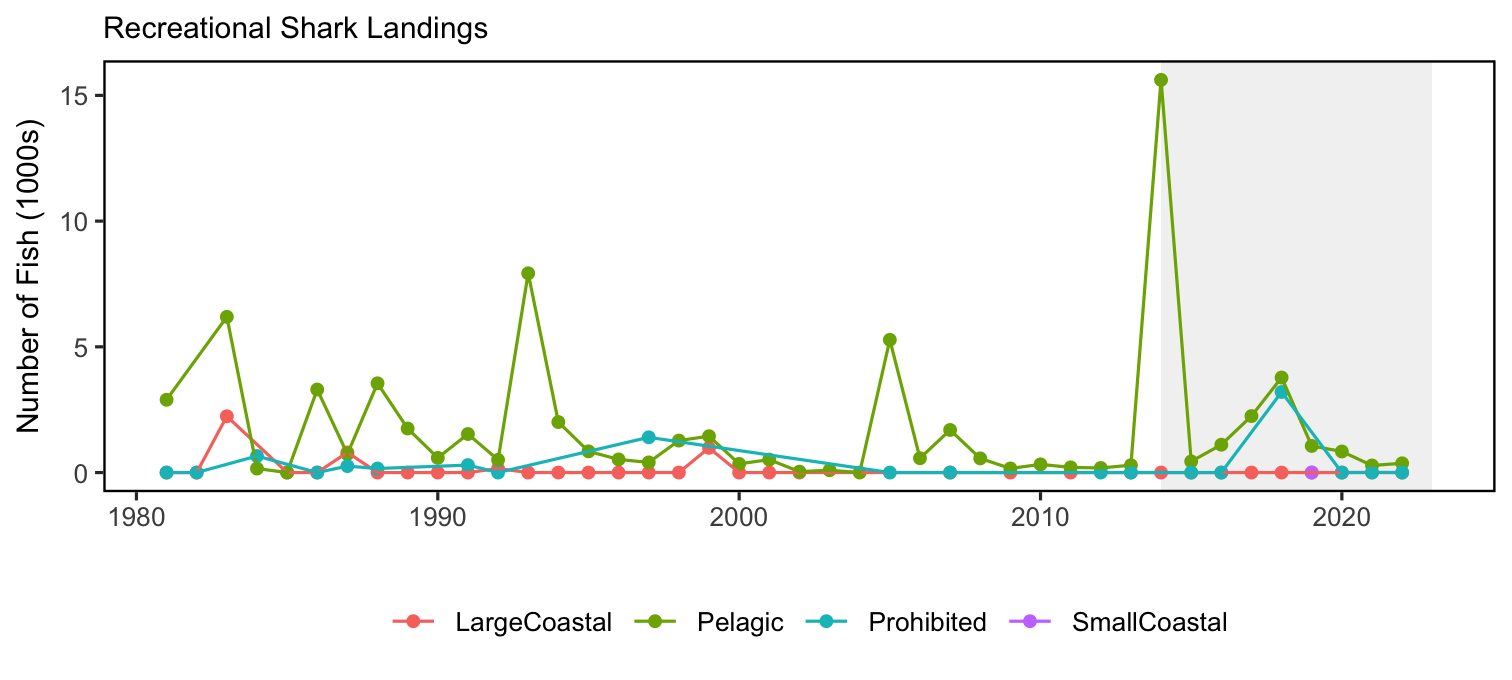 Recreational Shark Landings
Number of Fish (1000s)
15
10
5
0
1980 1990 2000 2010 2020
LargeCoastal Pelagic Prohibited SmallCoastal